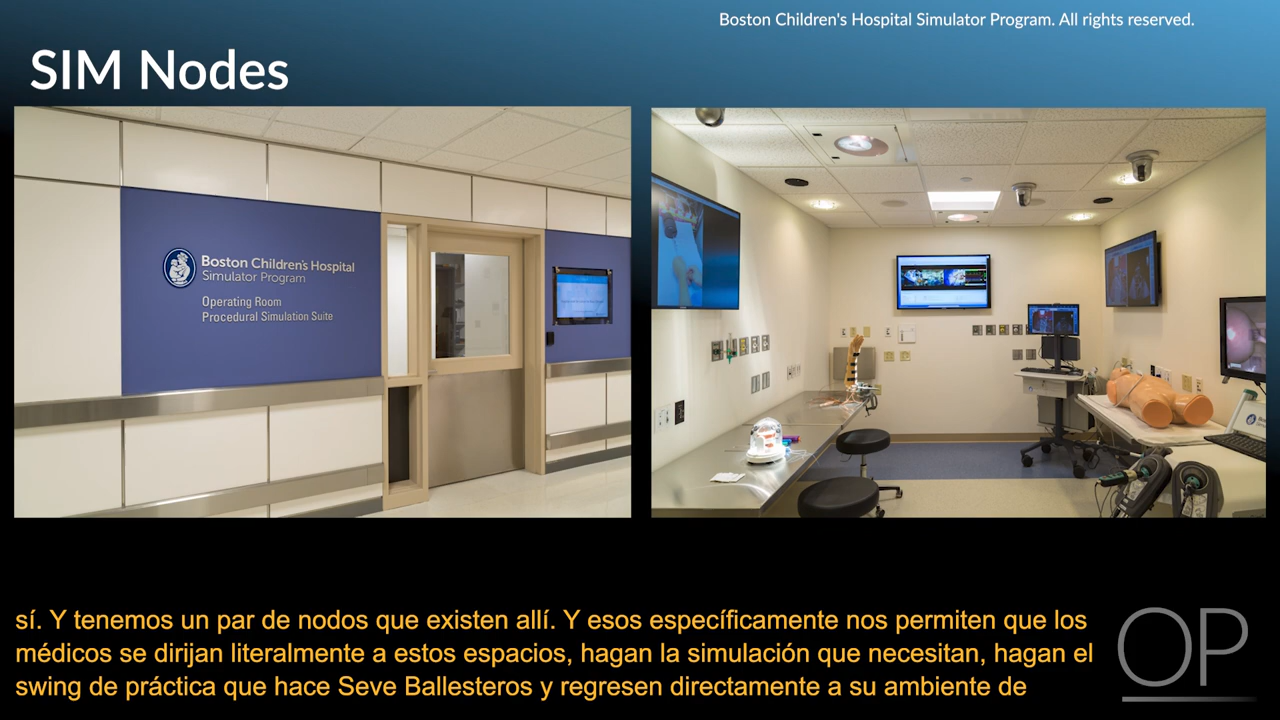 Boston Children's Hospital Simulator Program. All rights reserved.
SIM Nodes
Boston Children's Hospital
Simulator Program
Operating Room
Procedural Simulation Suite
sí. Y tenemos un par de nodos que existen allí. Y esos específicamente nos permiten que los
médicos se dirijan literalmente a estos espacios, hagan la simulación que necesitan, hagan el
swing de práctica que hace Seve Ballesteros y regresen directamente a su ambiente de
OP